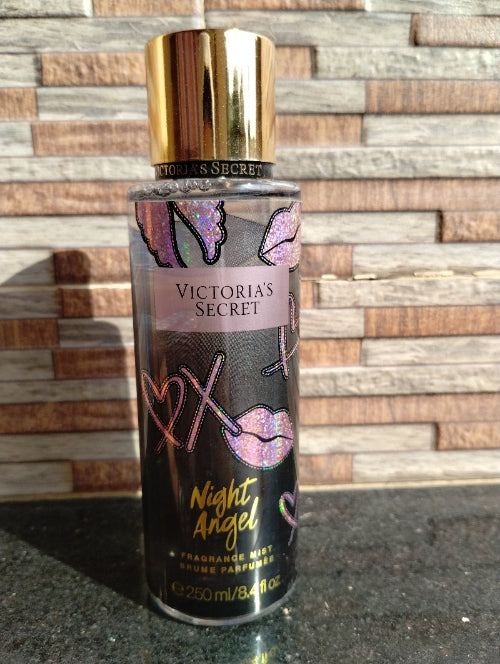 VICTORIA'S SECRET
VICTORIA'S
SECRET
Night
Angel
FRAGRANCE MIST
BRUME PARFUMÉE
℮ 250 ml/8.4 fl oz